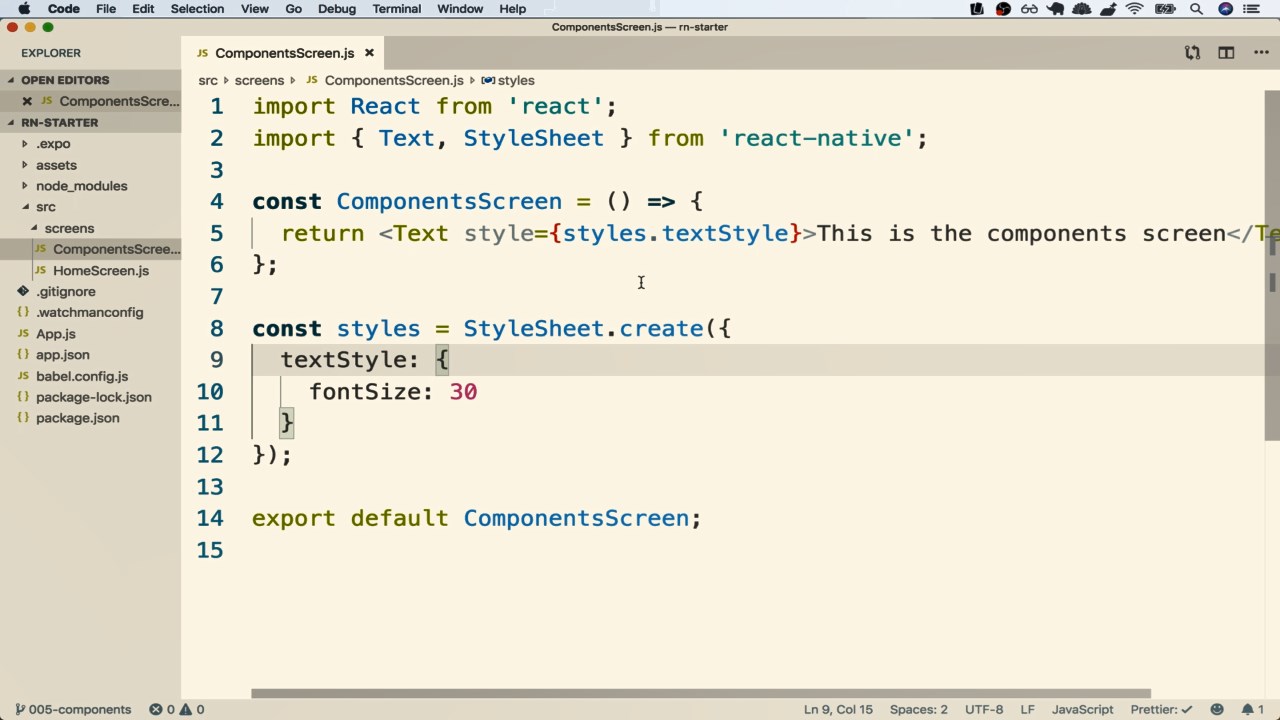 Code File Edit Selection View Go Debug Terminal Window Help
ComponentsScreen.js — rn-starter
EXPLORER
JS ComponentsScreen.js
OPEN EDITORS
JS ComponentsScre...
RN-STARTER
.expo
assets
node_modules
src
screens
JS ComponentsScree...
JS HomeScreen.js
.gitignore
{} .watchmanconfig
JS App.js
{} app.json
JS babel.config.js
{} package-lock.json
{} package.json
src screens JS ComponentsScreen.js styles
1 import React from 'react';
2 import { Text, StyleSheet } from 'react-native';
3
4 const ComponentsScreen = () => {
5 return <Text style={styles.textStyle}>This is the components screen</Te
6 };
7
8 const styles = StyleSheet.create({
9 textStyle: {
10 fontSize: 30
11 }
12 });
13
14 export default ComponentsScreen;
15
005-components 0 0 Ln 9, Col 15 Spaces: 2 UTF-8 LF JavaScript Prettier: ✓ 1